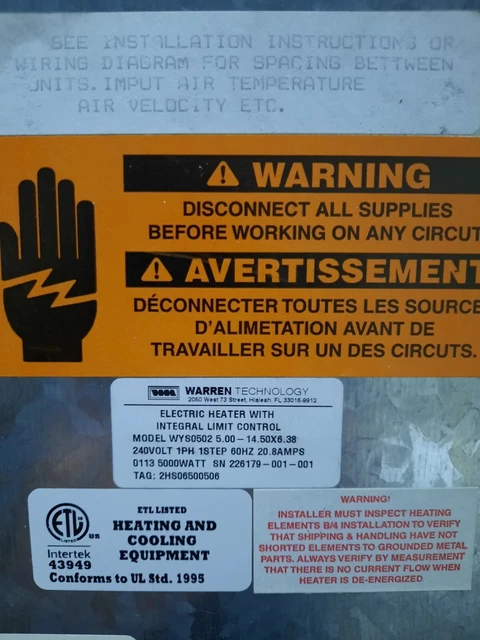 SEE INSTALLATION INSTRUCTIONS OR
WIRING DIAGRAM FOR SPACING BETTWEEN
UNITS. IMPUT AIR TEMPERATURE
AIR VELOCITY ETC.
WARNING
DISCONNECT ALL SUPPLIES
BEFORE WORKING ON ANY CIRCUT
AVERTISSEMENT
DÉCONNECTER TOUTES LES SOURCE
D'ALIMETATION AVANT DE
TRAVAILLER SUR UN DES CIRCUTS.
WARREN TECHNOLOGY
2050 West 73 Street, Hialeah, FL 33016-9912
ELECTRIC HEATER WITH
INTEGRAL LIMIT CONTROL
MODEL WYS0502 5.00-14.50X6.38
240VOLT 1PH 1STEP 60HZ 20.8AMPS
0113 5000WATT SN 226179-001-001
TAG: 2HS06500506
ETL LISTED
HEATING AND
COOLING
EQUIPMENT
ETL
LISTED
US
Intertek
43949
Conforms to UL Std. 1995
WARNING!
INSTALLER MUST INSPECT HEATING
ELEMENTS B/4 INSTALLATION TO VERIFY
THAT SHIPPING & HANDLING HAVE NOT
SHORTED ELEMENTS TO GROUNDED METAL
PARTS. ALWAYS VERIFY BY MEASUREMENT
THAT THERE IS NO CURRENT FLOW WHEN
HEATER IS DE-ENERGIZED